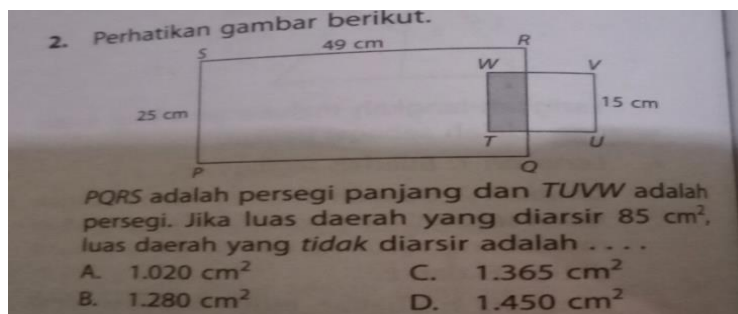 2. Perhatikan gambar berikut.
S 49 cm R
W V
25 cm 15 cm
T U
P Q
PQRS adalah persegi panjang dan TUVW adalah
persegi. Jika luas daerah yang diarsir 85 cm²,
luas daerah yang tidak diarsir adalah . . . .
A. 1.020 cm² C. 1.365 cm²
B. 1.280 cm² D. 1.450 cm²